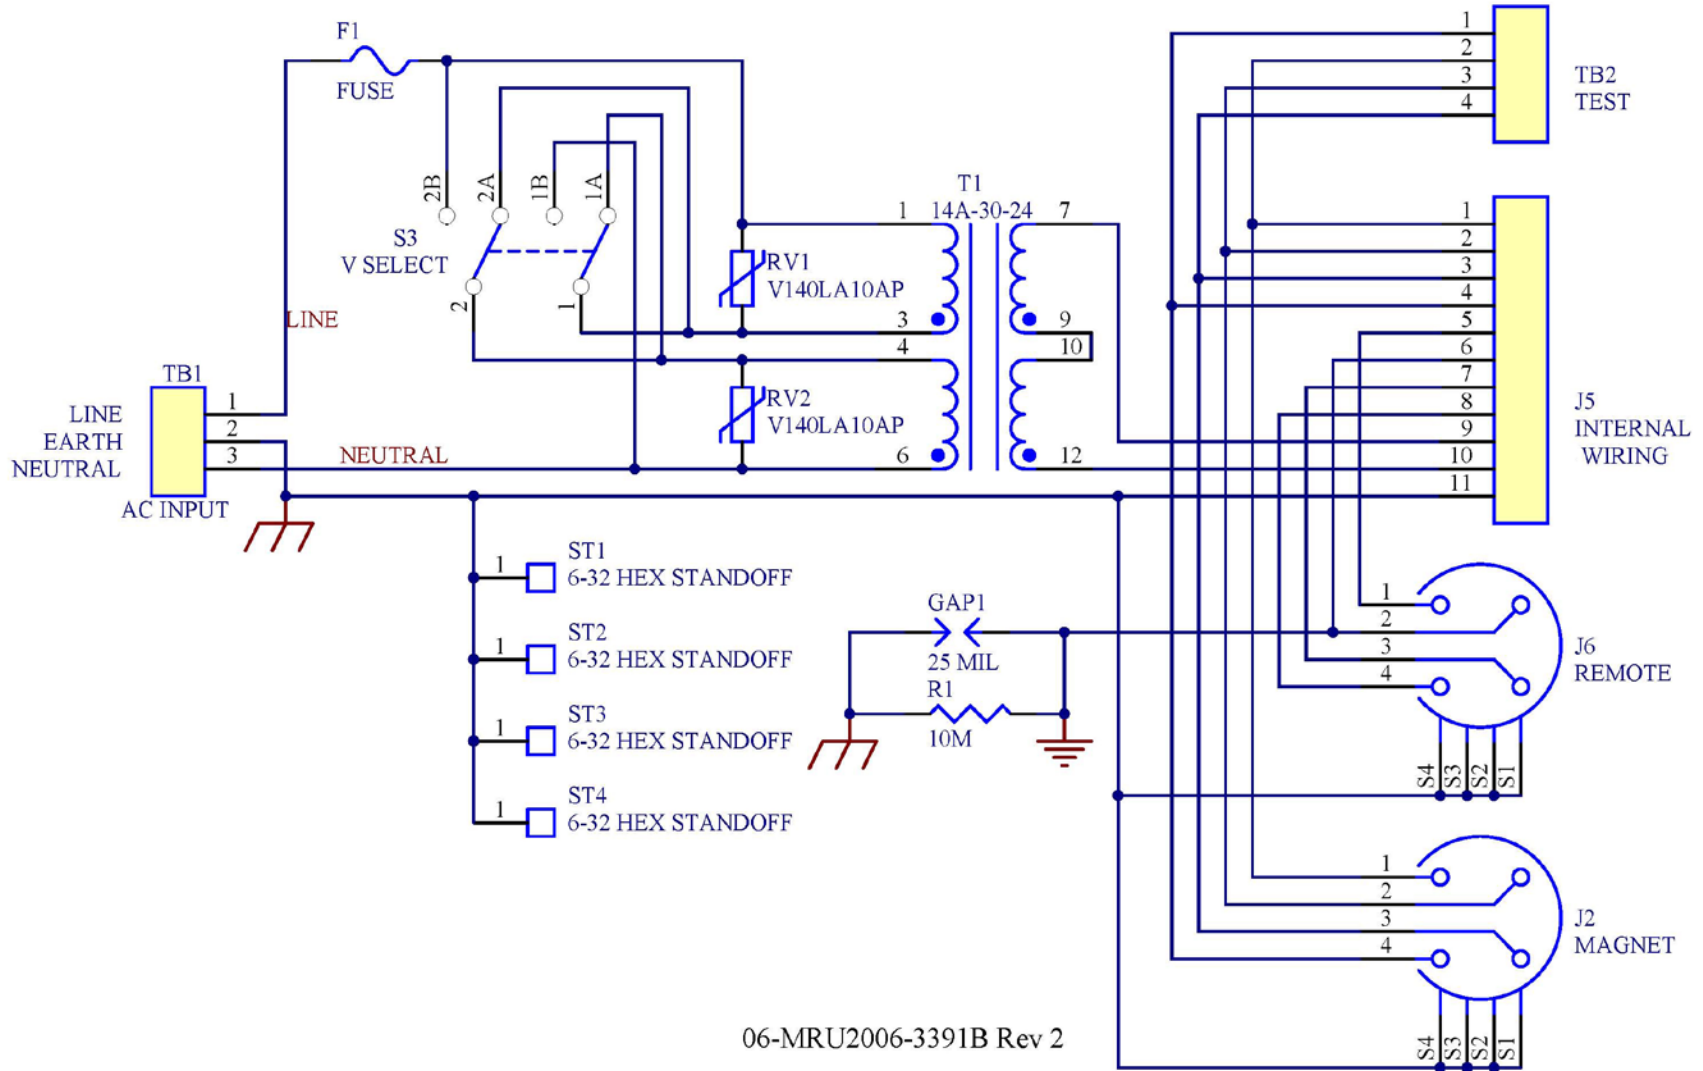 F1
FUSE
2B
2A
1B
1A
S3
V SELECT
2
1
LINE
NEUTRAL
TB1
LINE
EARTH
NEUTRAL
1
2
3
AC INPUT
RV1
V140LA10AP
RV2
V140LA10AP
T1
14A-30-24
1
3
4
6
7
9
10
12
1
2
3
4
TB2
TEST
1
2
3
4
5
6
7
8
9
10
11
J5
INTERNAL
WIRING
1
ST1
6-32 HEX STANDOFF
1
ST2
6-32 HEX STANDOFF
1
ST3
6-32 HEX STANDOFF
1
ST4
6-32 HEX STANDOFF
GAP1
25 MIL
R1
10M
1
2
3
4
J6
REMOTE
S4
S3
S2
S1
1
2
3
4
J2
MAGNET
S4
S3
S2
S1
06-MRU2006-3391B Rev 2